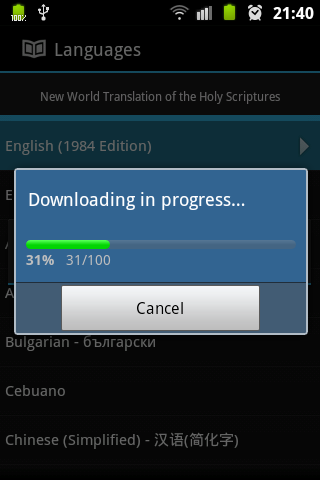 100%
21:40
Languages
New World Translation of the Holy Scriptures
English (1984 Edition)
E
Downloading in progress...
31% 31/100
Cancel
Bulgarian - български
Cebuano
Chinese (Simplified) - 汉语(简化字)